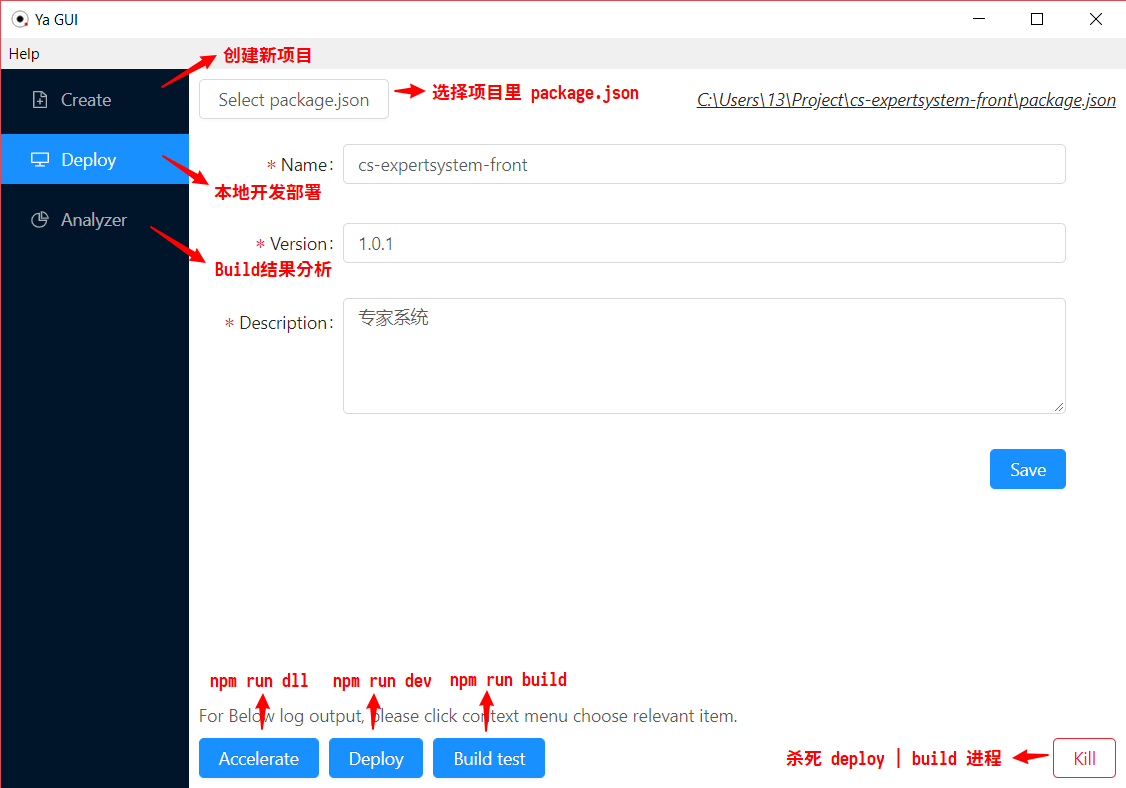 Ya GUI
Help
创建新项目
Create
Select package.json
选择项目里 package.json
C:\Users\13\Project\cs-expertsystem-front\package.json
Deploy
* Name:
cs-expertsystem-front
本地开发部署
Analyzer
* Version:
1.0.1
Build结果分析
* Description:
专家系统
Save
npm run dll
npm run dev
npm run build
For Below log output, please click context menu choose relevant item.
Accelerate
Deploy
Build test
杀死 deploy | build 进程
Kill